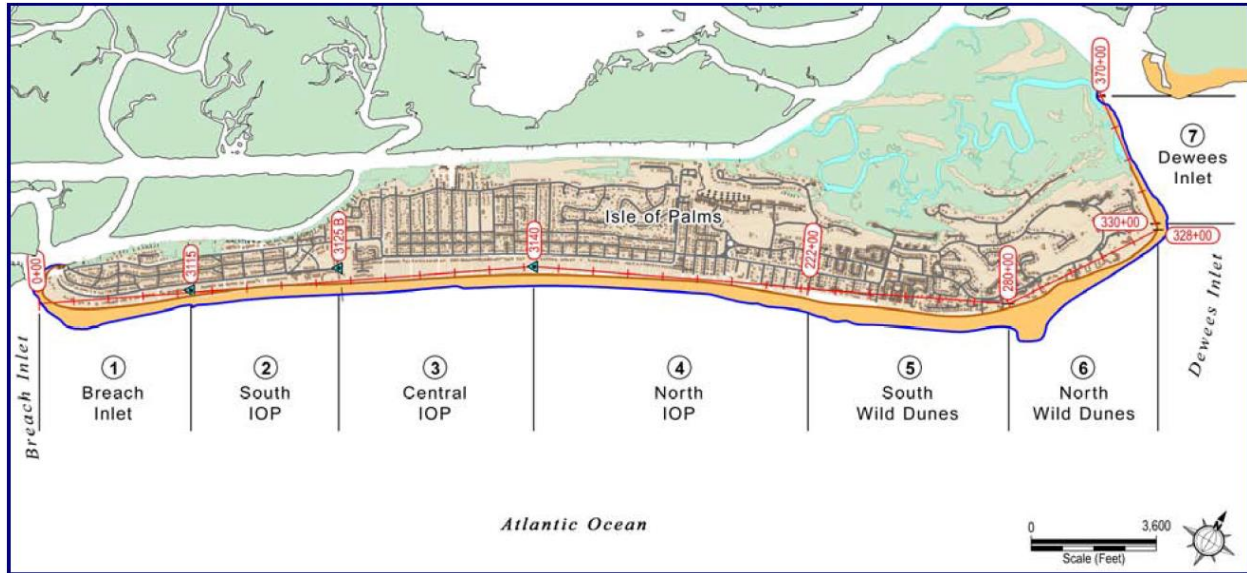 370+00
7
Dewees
Inlet
Isle of Palms
330+00
328+00
0+00
3115
3125 B
3140
222+00
280+00
Breach Inlet
1
Breach
Inlet
2
South
IOP
3
Central
IOP
4
North
IOP
5
South
Wild Dunes
6
North
Wild Dunes
Dewees Inlet
Atlantic Ocean
0 3,600
Scale (Feet)
N